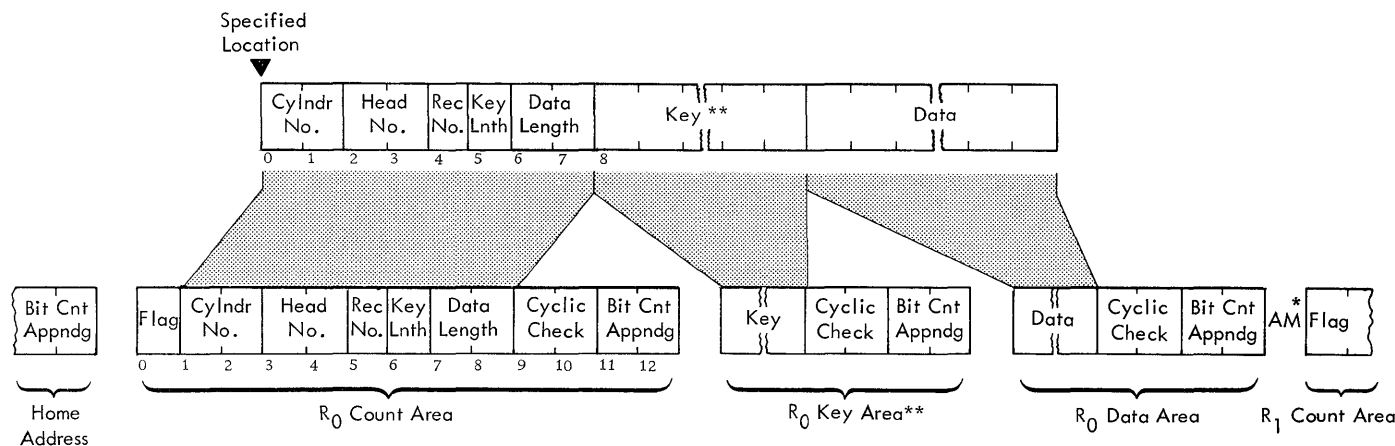 Specified
Location
Cylndr No. Head No. Rec No. Key Lnth Data Length Key ** Data
0 1 2 3 4 5 6 7 8
Bit Cnt Appndg Flag Cylndr No. Head No. Rec No. Key Lnth Data Length Cyclic Check Bit Cnt Appndg Key Cyclic Check Bit Cnt Appndg Data Cyclic Check Bit Cnt Appndg AM* Flag
0 1 2 3 4 5 6 7 8 9 10 11 12
Home Address R0 Count Area R0 Key Area** R0 Data Area R1 Count Area